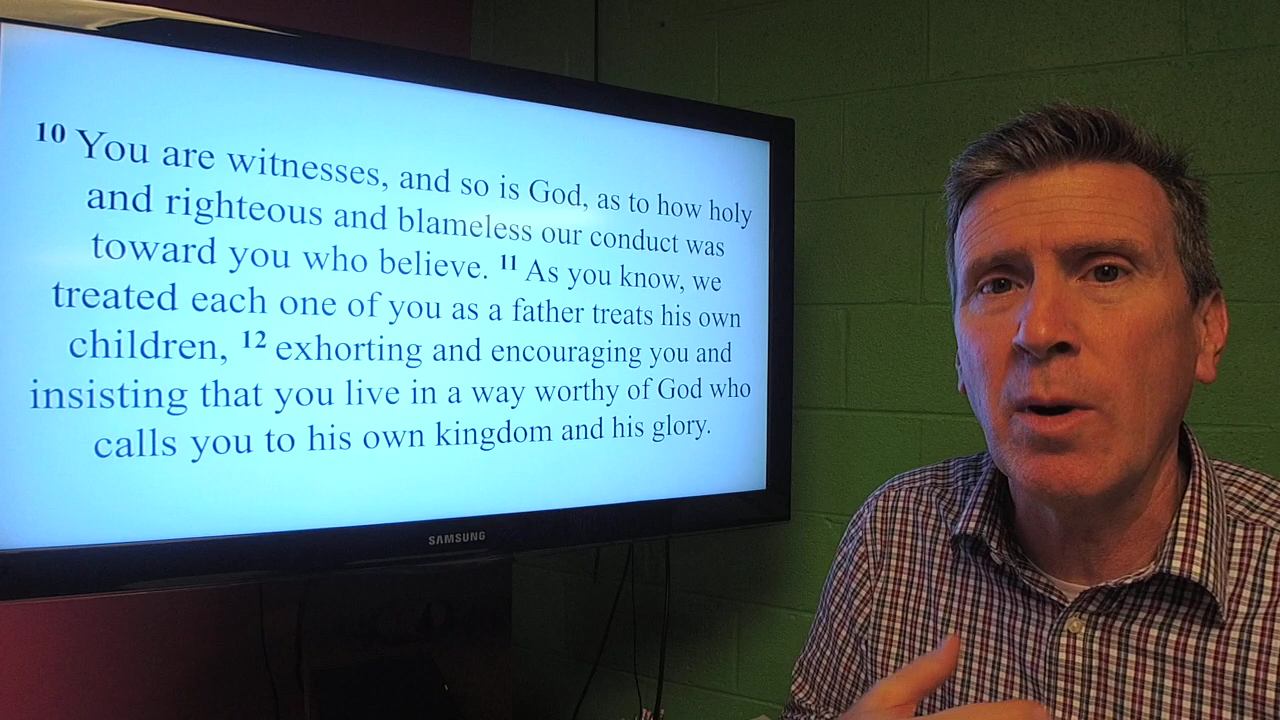 10 You are witnesses, and so is God, as to how holy
and righteous and blameless our conduct was
toward you who believe. 11 As you know, we
treated each one of you as a father treats his own
children, 12 exhorting and encouraging you and
insisting that you live in a way worthy of God who
calls you to his own kingdom and his glory.
SAMSUNG